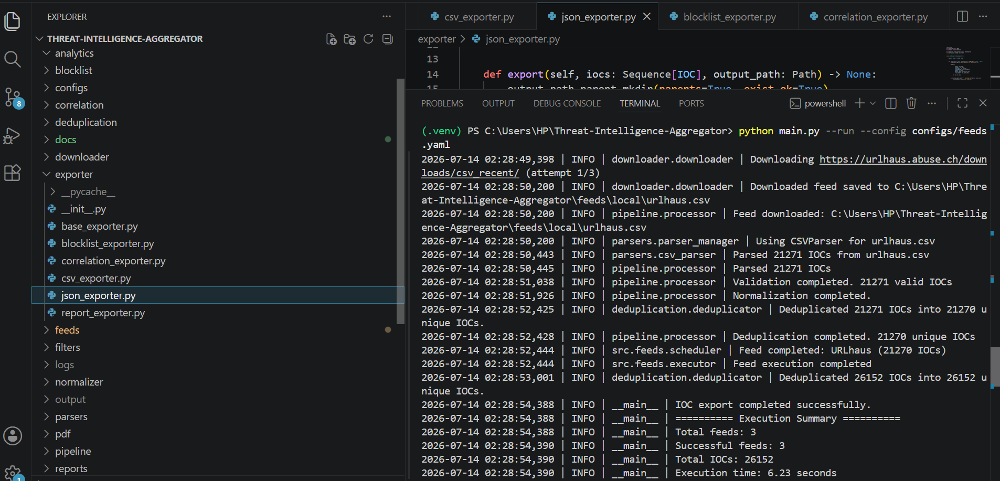 EXPLORER
THREAT-INTELLIGENCE-AGGREGATOR
analytics
blocklist
configs
correlation
deduplication
docs
downloader
exporter
__pycache__
__init__.py
base_exporter.py
blocklist_exporter.py
correlation_exporter.py
csv_exporter.py
json_exporter.py
report_exporter.py
feeds
filters
logs
normalizer
output
parsers
pdf
pipeline
reports
8
1
csv_exporter.py
json_exporter.py
blocklist_exporter.py
correlation_exporter.py
exporter > json_exporter.py
13
14 def export(self, iocs: Sequence[IOC], output_path: Path) -> None:
15 output_path.parent.mkdir(parents=True, exist_ok=True)
PROBLEMS OUTPUT DEBUG CONSOLE TERMINAL PORTS
powershell
(.venv) PS C:\Users\HP\Threat-Intelligence-Aggregator> python main.py --run --config configs/feeds
.yaml
2026-07-14 02:28:49,398 | INFO | downloader.downloader | Downloading https://urlhaus.abuse.ch/down
loads/csv_recent/ (attempt 1/3)
2026-07-14 02:28:50,200 | INFO | downloader.downloader | Downloaded feed saved to C:\Users\HP\Thre
at-Intelligence-Aggregator\feeds\local\urlhaus.csv
2026-07-14 02:28:50,200 | INFO | pipeline.processor | Feed downloaded: C:\Users\HP\Threat-Intellig
ence-Aggregator\feeds\local\urlhaus.csv
2026-07-14 02:28:50,200 | INFO | parsers.parser_manager | Using CSVParser for urlhaus.csv
2026-07-14 02:28:50,443 | INFO | parsers.csv_parser | Parsed 21271 IOCs from urlhaus.csv
2026-07-14 02:28:50,445 | INFO | pipeline.processor | Parsed 21271 IOCs
2026-07-14 02:28:51,038 | INFO | pipeline.processor | Validation completed. 21271 valid IOCs
2026-07-14 02:28:51,926 | INFO | pipeline.processor | Normalization completed.
2026-07-14 02:28:52,425 | INFO | deduplication.deduplicator | Deduplicated 21271 IOCs into 21270 u
nique IOCs.
2026-07-14 02:28:52,428 | INFO | pipeline.processor | Deduplication completed. 21270 unique IOCs
2026-07-14 02:28:52,444 | INFO | src.feeds.scheduler | Feed completed: URLhaus (21270 IOCs)
2026-07-14 02:28:52,444 | INFO | src.feeds.executor | Feed execution completed
2026-07-14 02:28:53,001 | INFO | deduplication.deduplicator | Deduplicated 26152 IOCs into 26152 u
nique IOCs.
2026-07-14 02:28:54,388 | INFO | __main__ | IOC export completed successfully.
2026-07-14 02:28:54,388 | INFO | __main__ | ========== Execution Summary ==========
2026-07-14 02:28:54,388 | INFO | __main__ | Total feeds: 3
2026-07-14 02:28:54,390 | INFO | __main__ | Successful feeds: 3
2026-07-14 02:28:54,390 | INFO | __main__ | Total IOCs: 26152
2026-07-14 02:28:54,390 | INFO | __main__ | Execution time: 6.23 seconds